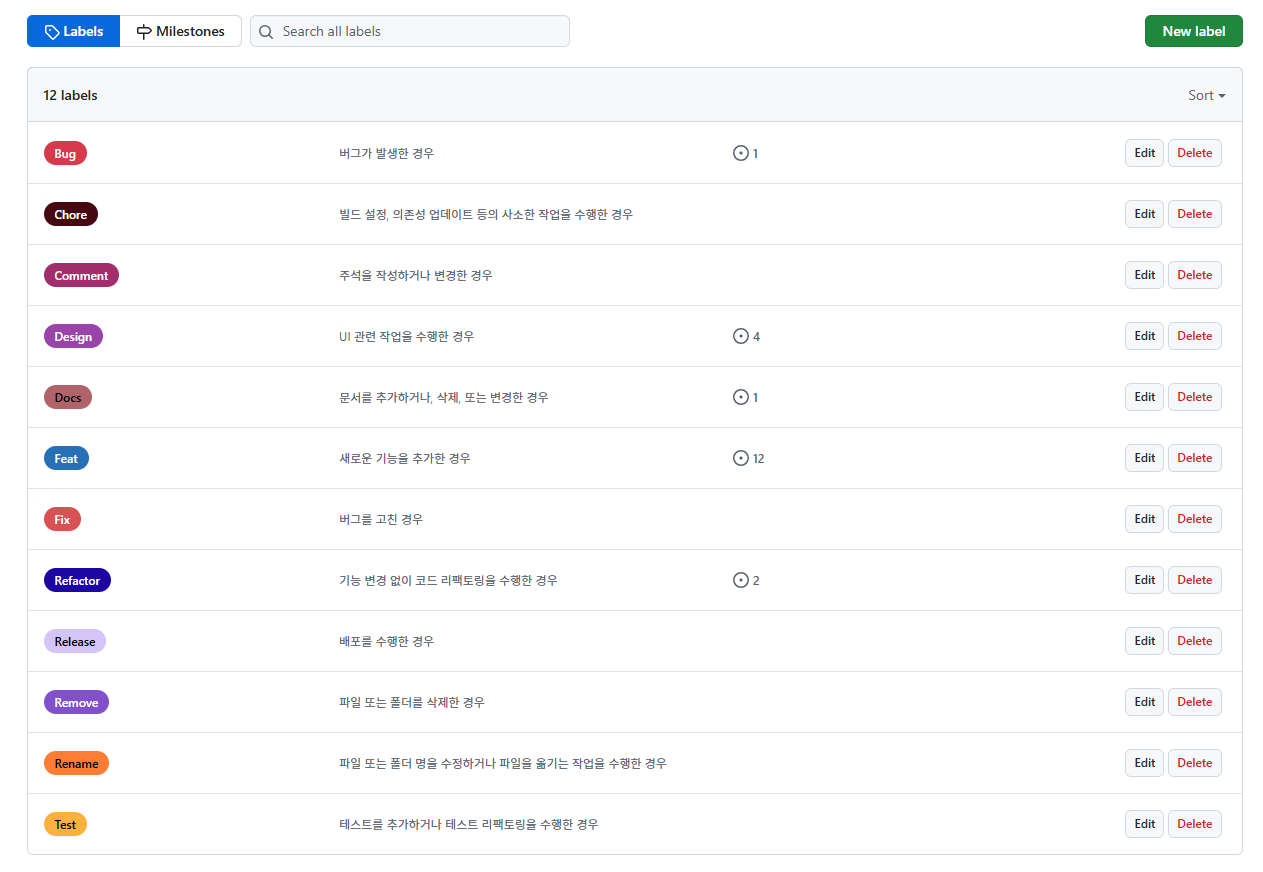 Labels Milestones Search all labels New label
12 labels Sort
Bug 버그가 발생한 경우 1 Edit Delete
Chore 빌드 설정, 의존성 업데이트 등의 사소한 작업을 수행한 경우 Edit Delete
Comment 주석을 작성하거나 변경한 경우 Edit Delete
Design UI 관련 작업을 수행한 경우 4 Edit Delete
Docs 문서를 추가하거나, 삭제, 또는 변경한 경우 1 Edit Delete
Feat 새로운 기능을 추가한 경우 12 Edit Delete
Fix 버그를 고친 경우 Edit Delete
Refactor 기능 변경 없이 코드 리팩토링을 수행한 경우 2 Edit Delete
Release 배포를 수행한 경우 Edit Delete
Remove 파일 또는 폴더를 삭제한 경우 Edit Delete
Rename 파일 또는 폴더 명을 수정하거나 파일을 옮기는 작업을 수행한 경우 Edit Delete
Test 테스트를 추가하거나 테스트 리팩토링을 수행한 경우 Edit Delete